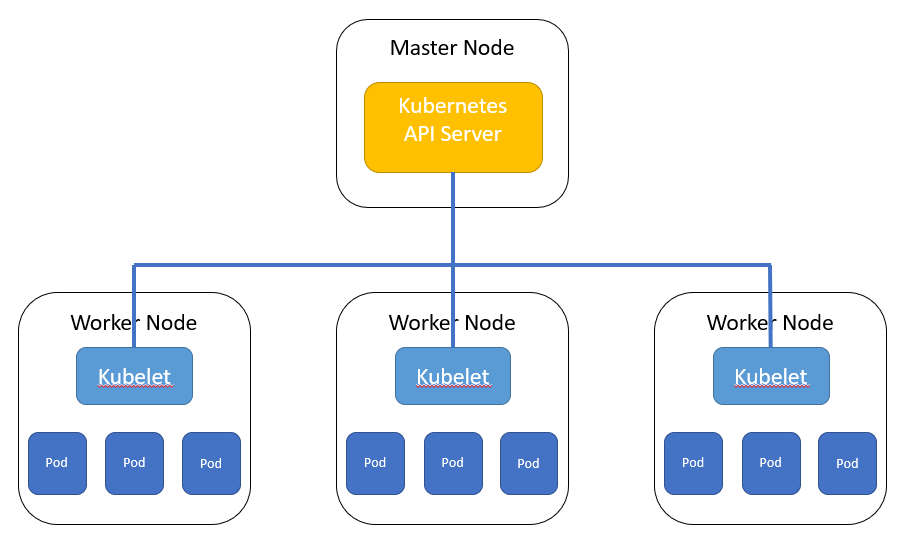 Master Node
Kubernetes
API Server
Worker Node
Worker Node
Worker Node
Kubelet
Kubelet
Kubelet
Pod
Pod
Pod
Pod
Pod
Pod
Pod
Pod
Pod